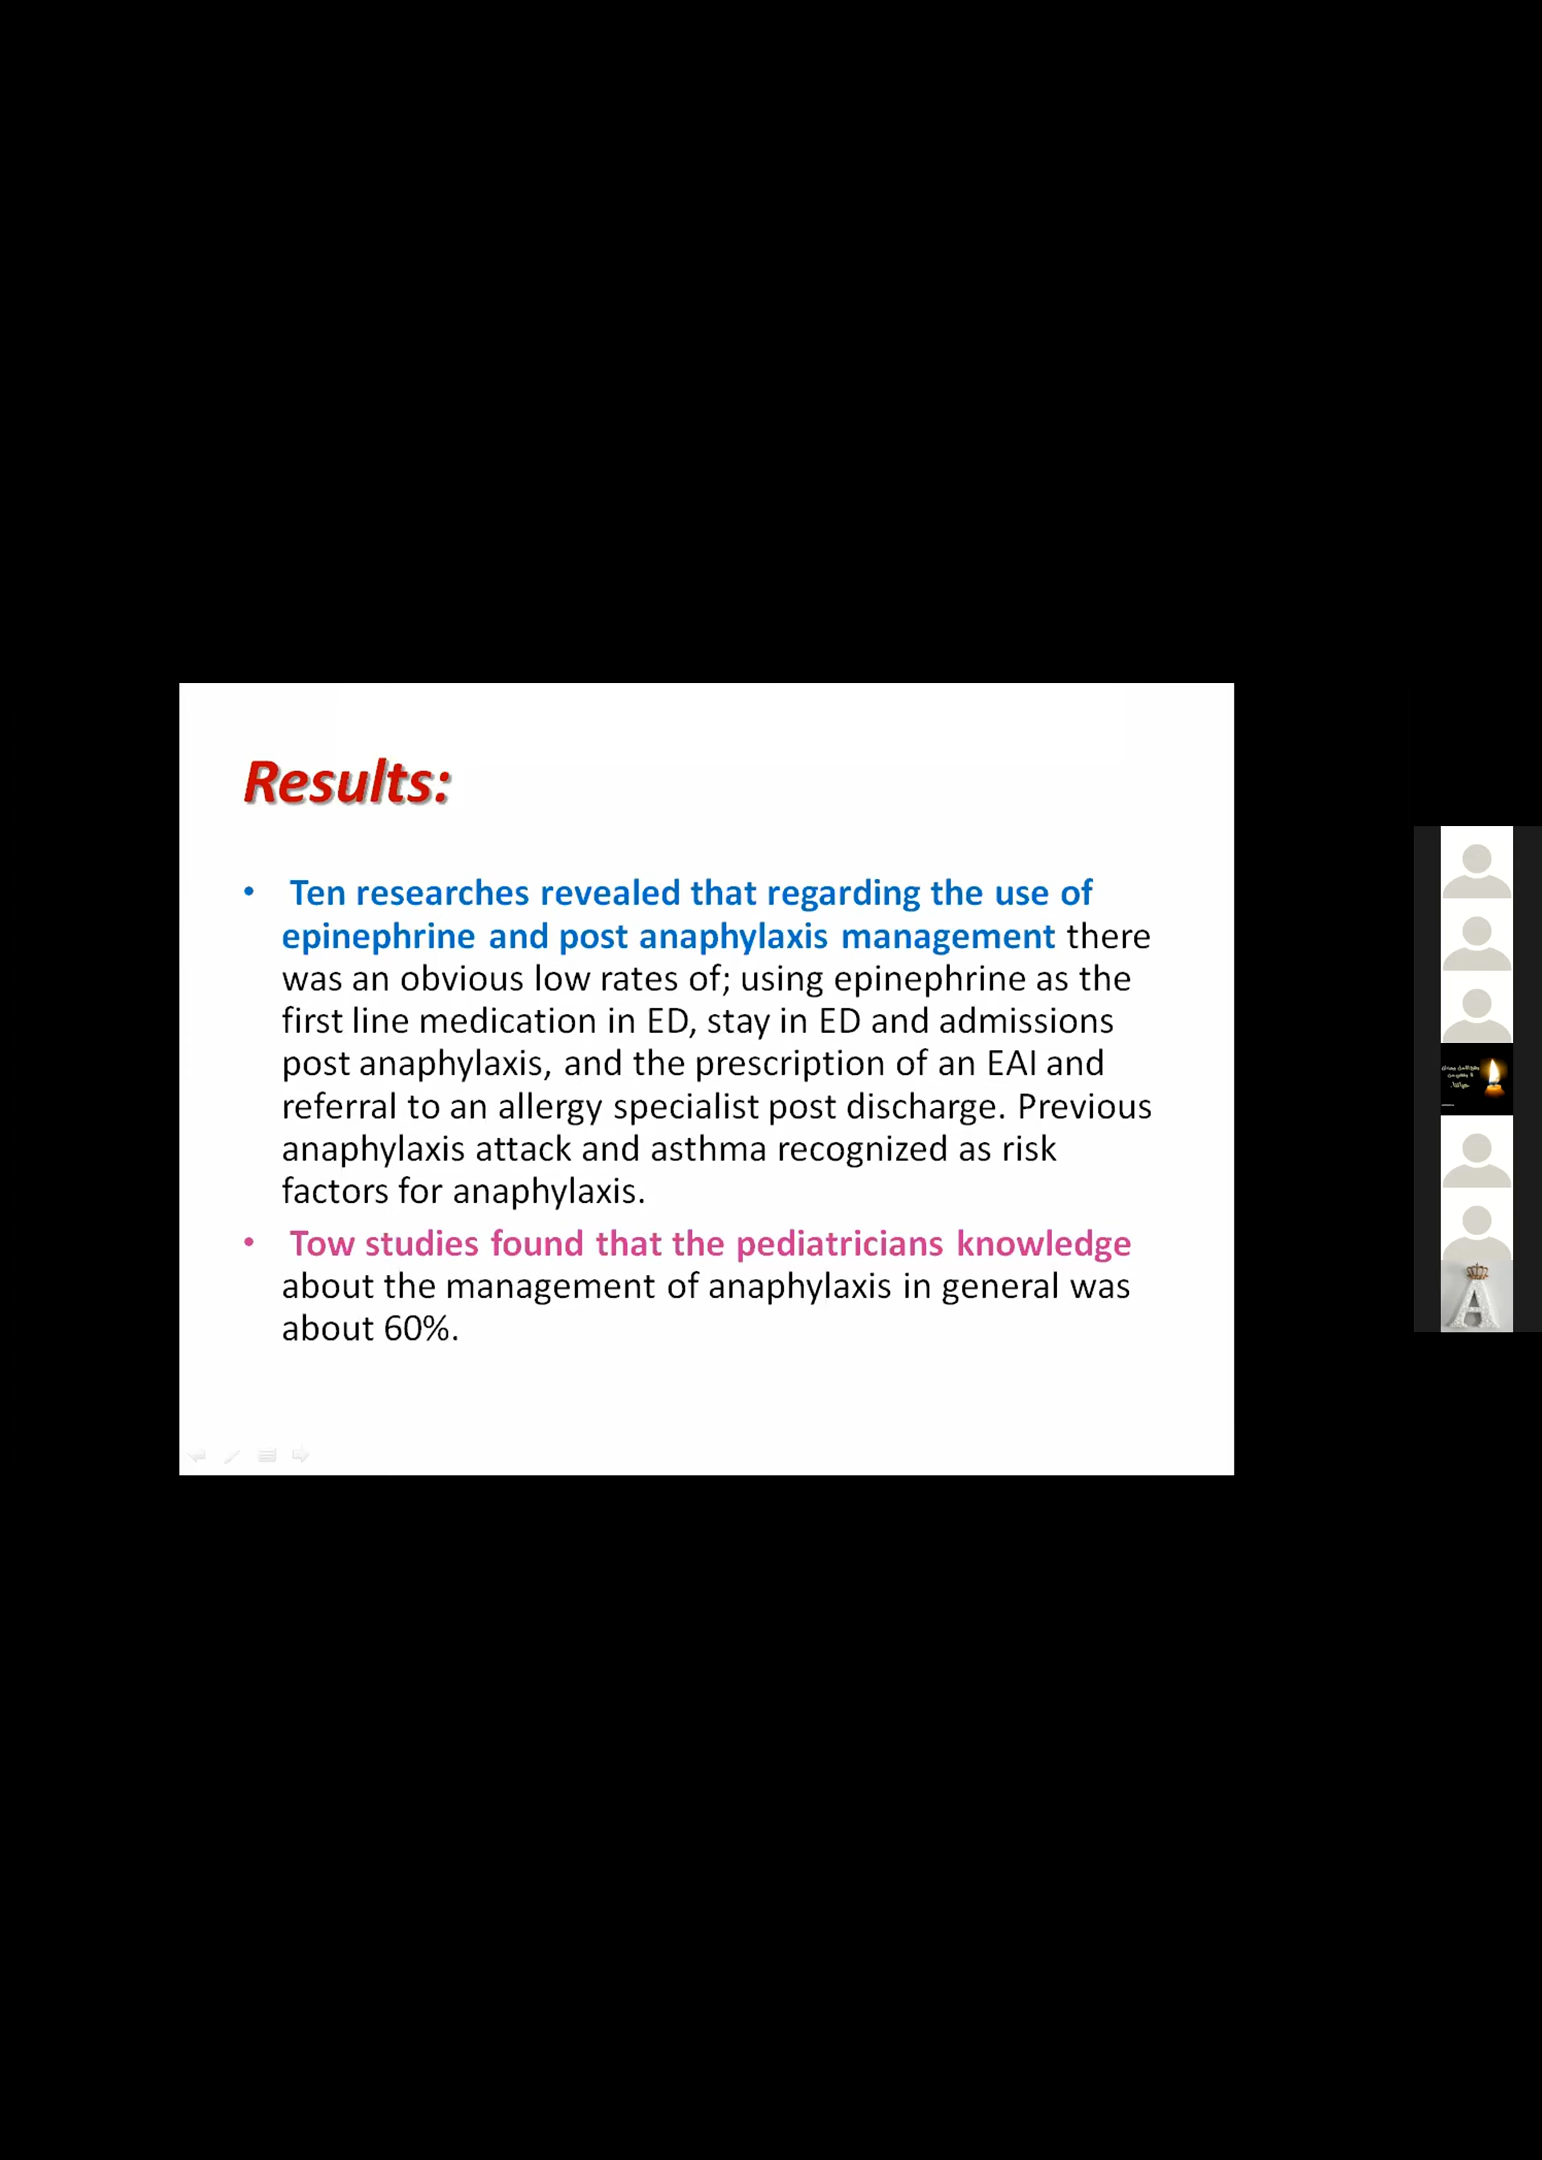 Results:
• Ten researches revealed that regarding the use of
epinephrine and post anaphylaxis management there
was an obvious low rates of; using epinephrine as the
first line medication in ED, stay in ED and admissions
post anaphylaxis, and the prescription of an EAI and
referral to an allergy specialist post discharge. Previous
anaphylaxis attack and asthma recognized as risk
factors for anaphylaxis.
• Tow studies found that the pediatricians knowledge
about the management of anaphylaxis in general was
about 60%.
A